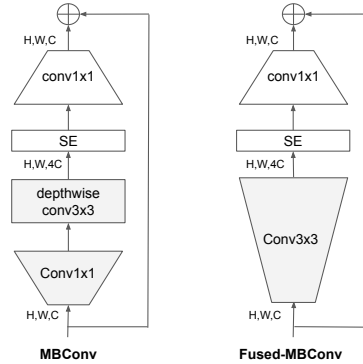 H,W,C
conv1x1
SE
H,W,4C
depthwise
conv3x3
Conv1x1
H,W,C
MBConv
H,W,C
conv1x1
SE
H,W,4C
Conv3x3
H,W,C
Fused-MBConv